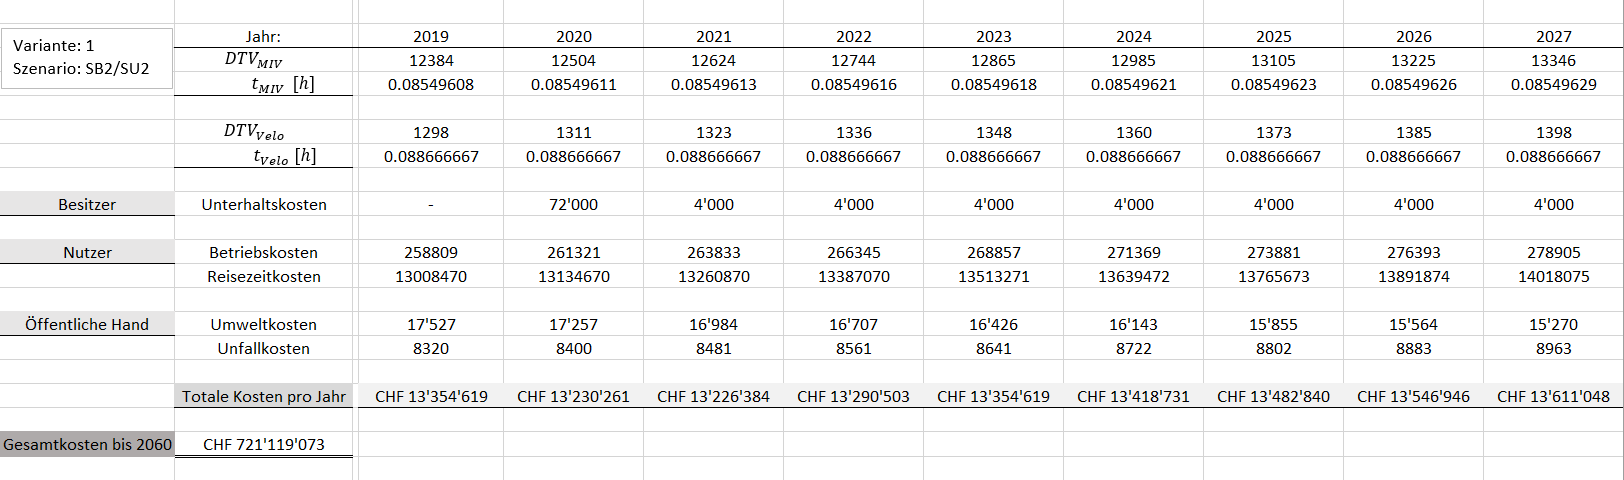 Variante: 1
Szenario: SB2/SU2
Jahr: 2019 2020 2021 2022 2023 2024 2025 2026 2027
DTV_MIV 12384 12504 12624 12744 12865 12985 13105 13225 13346
t_MIV [h] 0.08549608 0.08549611 0.08549613 0.08549616 0.08549618 0.08549621 0.08549623 0.08549626 0.08549629
DTV_Velo 1298 1311 1323 1336 1348 1360 1373 1385 1398
t_Velo [h] 0.088666667 0.088666667 0.088666667 0.088666667 0.088666667 0.088666667 0.088666667 0.088666667 0.088666667
Besitzer Unterhaltskosten - 72'000 4'000 4'000 4'000 4'000 4'000 4'000 4'000
Nutzer Betriebskosten 258809 261321 263833 266345 268857 271369 273881 276393 278905
Reisezeitkosten 13008470 13134670 13260870 13387070 13513271 13639472 13765673 13891874 14018075
Öffentliche Hand Umweltkosten 17'527 17'257 16'984 16'707 16'426 16'143 15'855 15'564 15'270
Unfallkosten 8320 8400 8481 8561 8641 8722 8802 8883 8963
Totale Kosten pro Jahr CHF 13'354'619 CHF 13'230'261 CHF 13'226'384 CHF 13'290'503 CHF 13'354'619 CHF 13'418'731 CHF 13'482'840 CHF 13'546'946 CHF 13'611'048
Gesamtkosten bis 2060 CHF 721'119'073